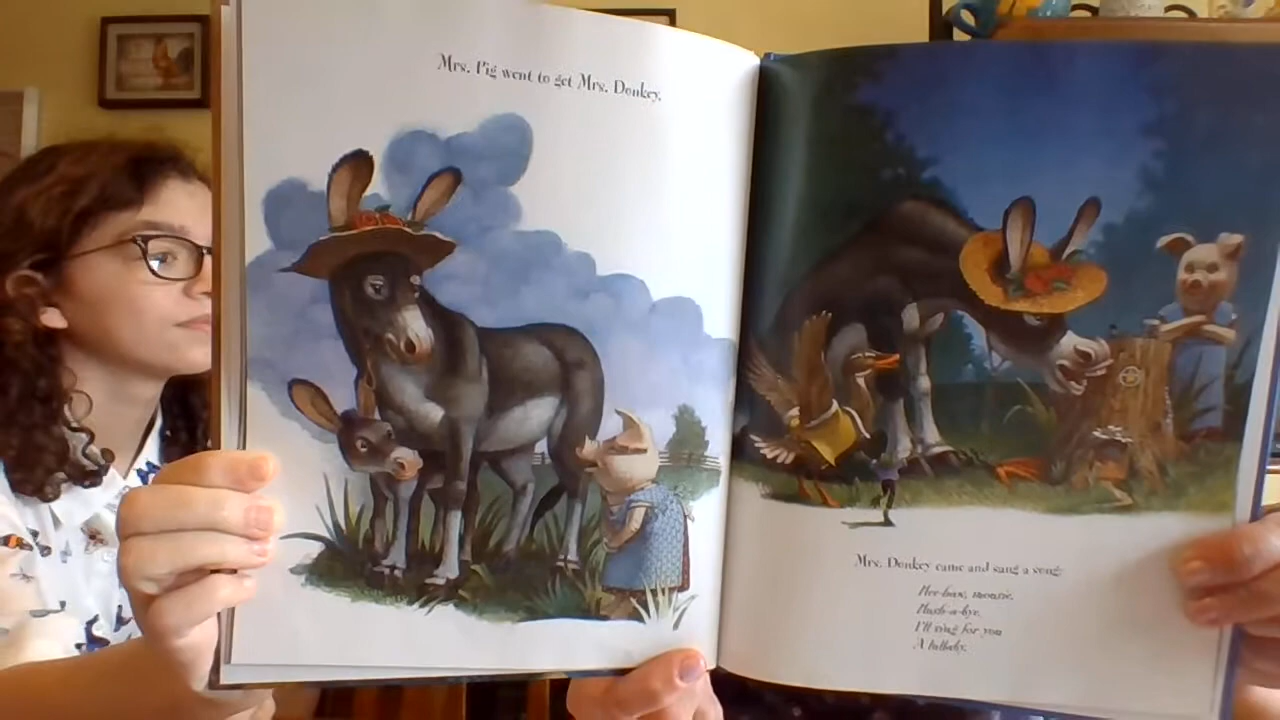 Mrs. Pig went to get Mrs. Donkey.
Mrs. Donkey came and sang a song:
Hee-haw, mousie,
Hush-a-bye.
I'll sing for you
A lullaby.